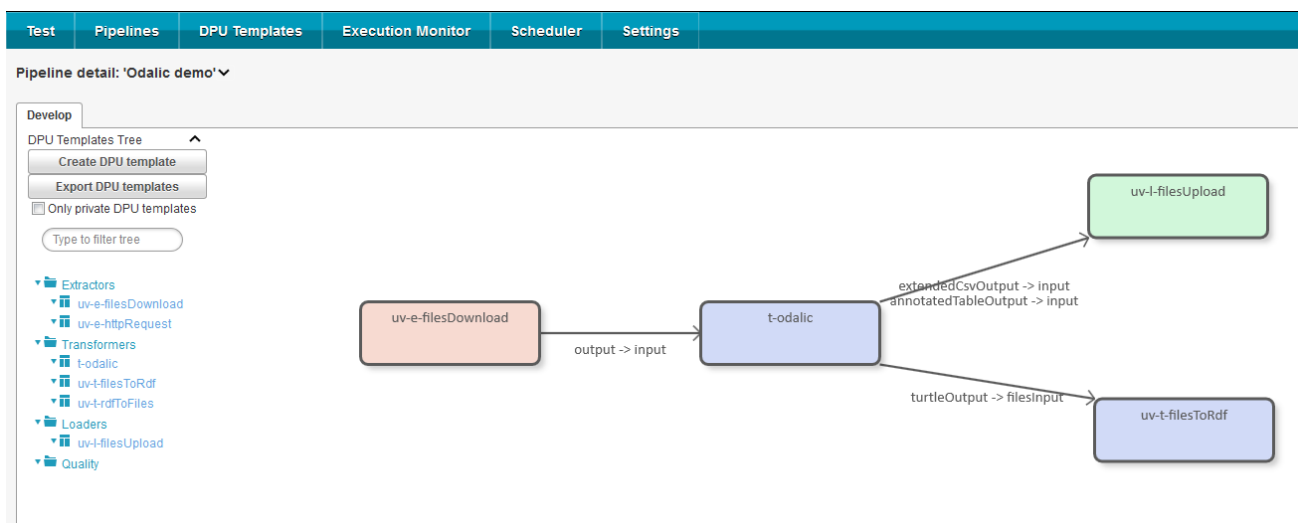 Test Pipelines DPU Templates Execution Monitor Scheduler Settings
Pipeline detail: 'Odalic demo'
Develop
DPU Templates Tree
Create DPU template
Export DPU templates
Only private DPU templates
Type to filter tree
Extractors
uv-e-filesDownload
uv-e-httpRequest
Transformers
t-odalic
uv-t-filesToRdf
uv-t-rdfToFiles
Loaders
uv-l-filesUpload
Quality
uv-e-filesDownload
output -> input
t-odalic
extendedCsvOutput -> input
annotatedTableOutput -> input
uv-l-filesUpload
turtleOutput -> filesInput
uv-t-filesToRdf